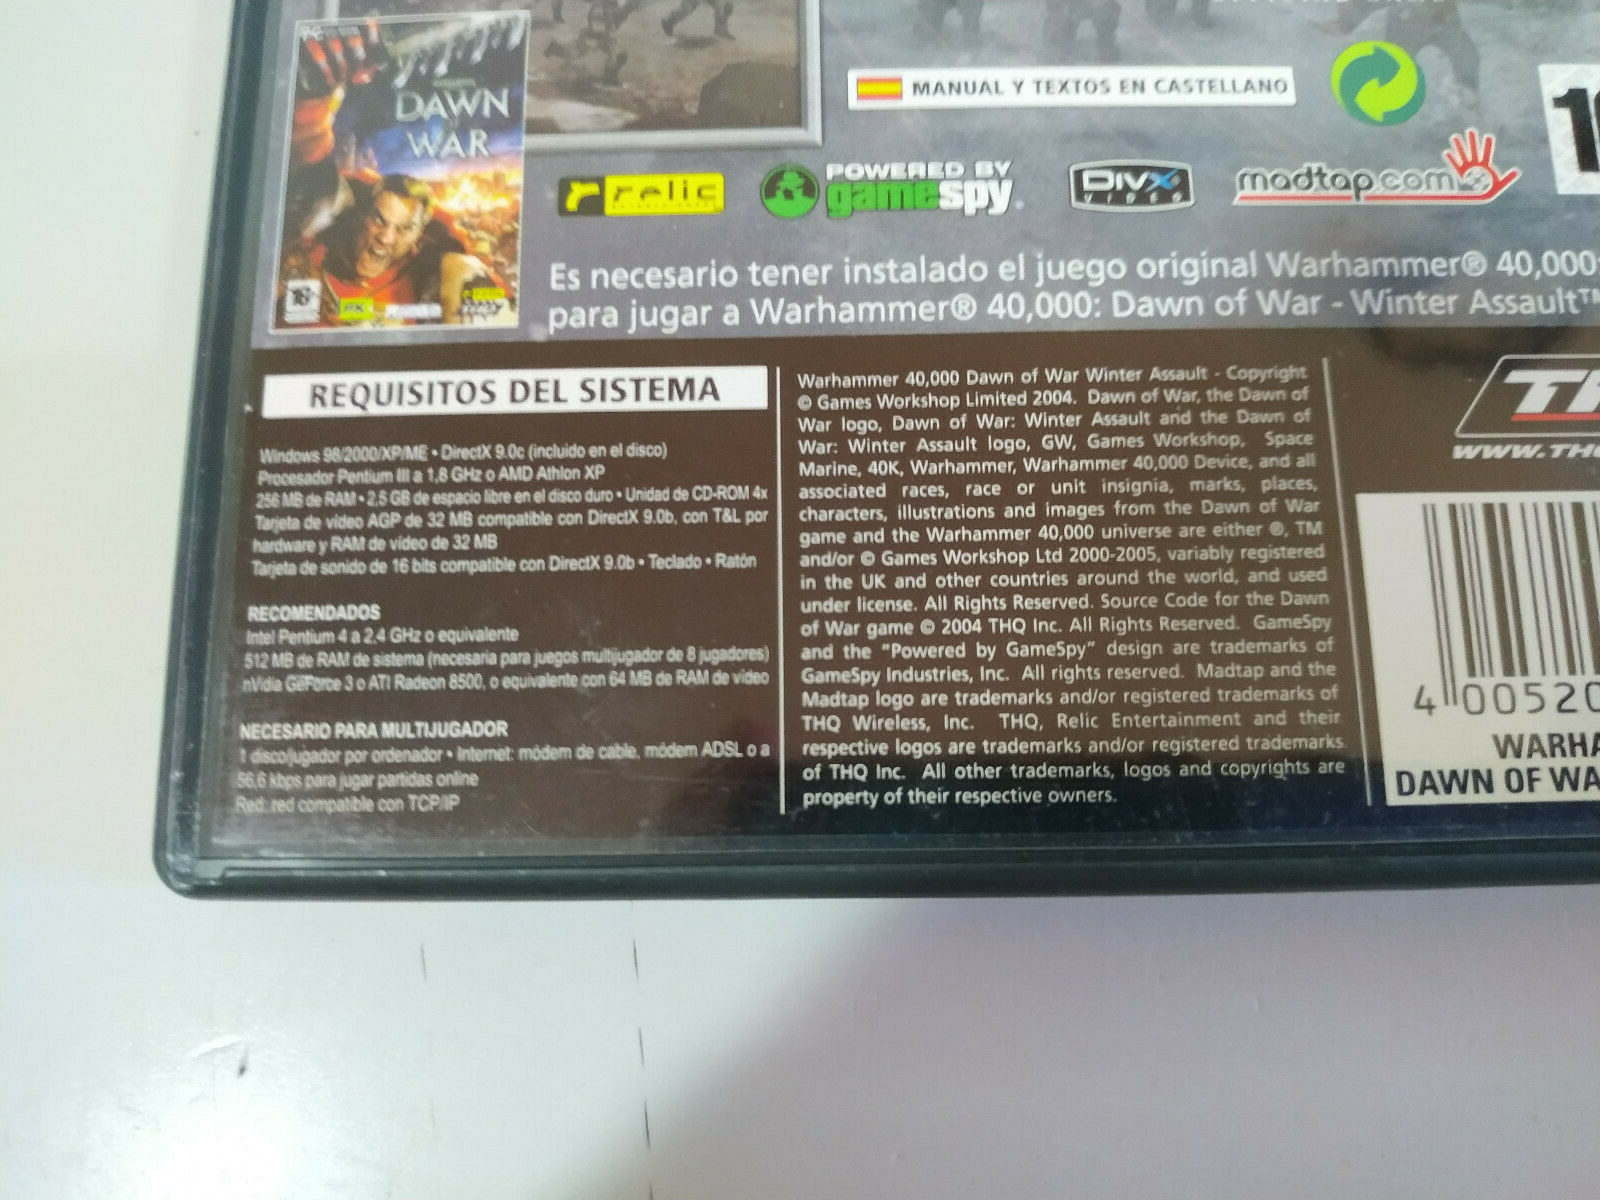 DAWN
OF
WAR
MANUAL Y TEXTOS EN CASTELLANO
relic
POWERED BY
gamespy
DIVX
VIDEO
madtap.com
16
Es necesario tener instalado el juego original Warhammer® 40,000:
para jugar a Warhammer® 40,000: Dawn of War - Winter Assault™
REQUISITOS DEL SISTEMA
Windows 98/2000/XP/ME • DirectX 9.0c (incluido en el disco)
Procesador Pentium III a 1,8 GHz o AMD Athlon XP
256 MB de RAM • 2,5 GB de espacio libre en el disco duro • Unidad de CD-ROM 4x
Tarjeta de vídeo AGP de 32 MB compatible con DirectX 9.0b, con T&L por
hardware y RAM de vídeo de 32 MB
Tarjeta de sonido de 16 bits compatible con DirectX 9.0b • Teclado • Ratón
RECOMENDADOS
Intel Pentium 4 a 2,4 GHz o equivalente
512 MB de RAM de sistema (necesaria para juegos multijugador de 8 jugadores)
nVidia GeForce 3 o ATI Radeon 8500, o equivalente con 64 MB de RAM de vídeo
NECESARIO PARA MULTIJUGADOR
1 disco/jugador por ordenador • Internet: módem de cable, módem ADSL o a
56,6 kbps para jugar partidas online
Red: red compatible con TCP/IP
Warhammer 40,000 Dawn of War Winter Assault - Copyright
© Games Workshop Limited 2004. Dawn of War, the Dawn of
War logo, Dawn of War: Winter Assault and the Dawn of
War: Winter Assault logo, GW, Games Workshop, Space
Marine, 40K, Warhammer, Warhammer 40,000 Device, and all
associated races, race or unit insignia, marks, places,
characters, illustrations and images from the Dawn of War
game and the Warhammer 40,000 universe are either ®, TM
and/or © Games Workshop Ltd 2000-2005, variably registered
in the UK and other countries around the world, and used
under license. All Rights Reserved. Source Code for the Dawn
of War game © 2004 THQ Inc. All Rights Reserved. GameSpy
and the "Powered by GameSpy" design are trademarks of
GameSpy Industries, Inc. All rights reserved. Madtap and the
Madtap logo are trademarks and/or registered trademarks of
THQ Wireless, Inc. THQ, Relic Entertainment and their
respective logos are trademarks and/or registered trademarks
of THQ Inc. All other trademarks, logos and copyrights are
property of their respective owners.
WWW.TH
4 00520
WARHA
DAWN OF WA